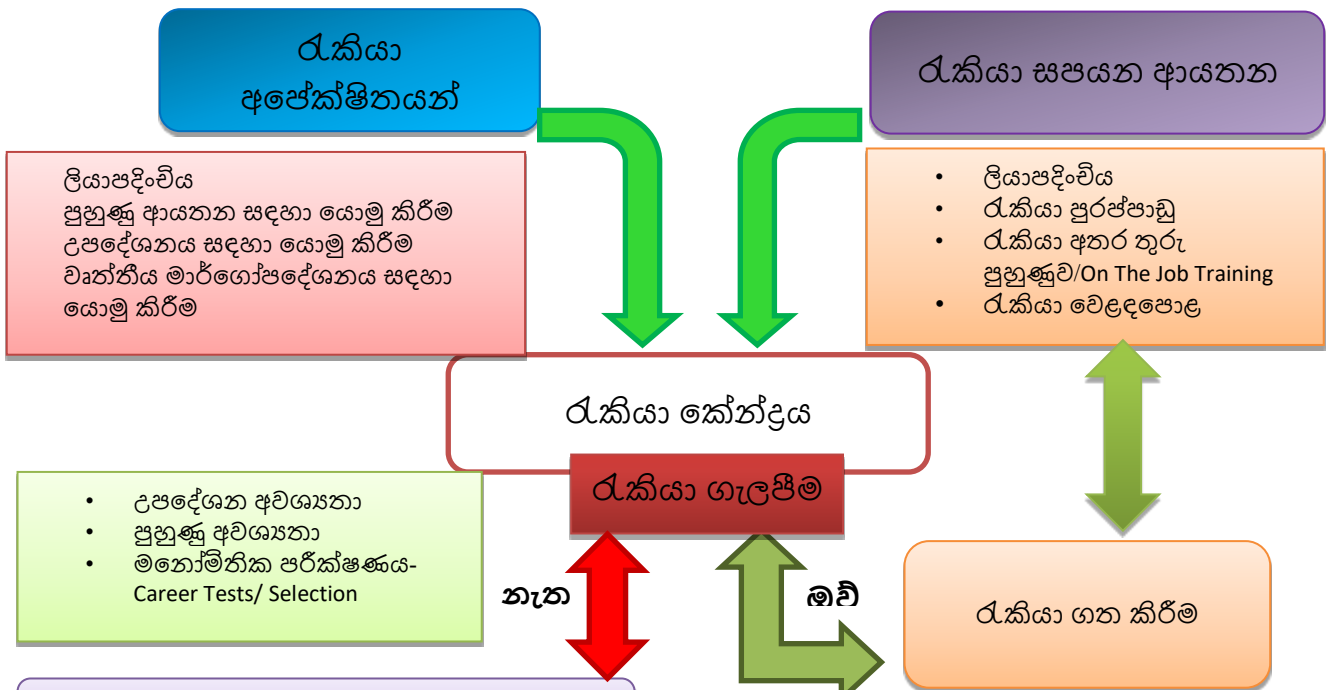 රැකියා
අපේක්ෂිතයන්
රැකියා සපයන ආයතන
ලියාපදිංචිය
පුහුණු ආයතන සඳහා යොමු කිරීම
උපදේශනය සඳහා යොමු කිරීම
වෘත්තීය මාර්ගෝපදේශනය සඳහා
යොමු කිරීම
• ලියාපදිංචිය
• රැකියා පුරප්පාඩු
• රැකියා අතර තුරු
පුහුණුව/On The Job Training
• රැකියා වෙළඳපොළ
රැකියා කේන්ද්‍රය
රැකියා ගැලපීම
• උපදේශන අවශ්‍යතා
• පුහුණු අවශ්‍යතා
• මනෝමිතික පරීක්ෂණය-
Career Tests/ Selection
නැත
ඔව්
රැකියා ගත කිරීම